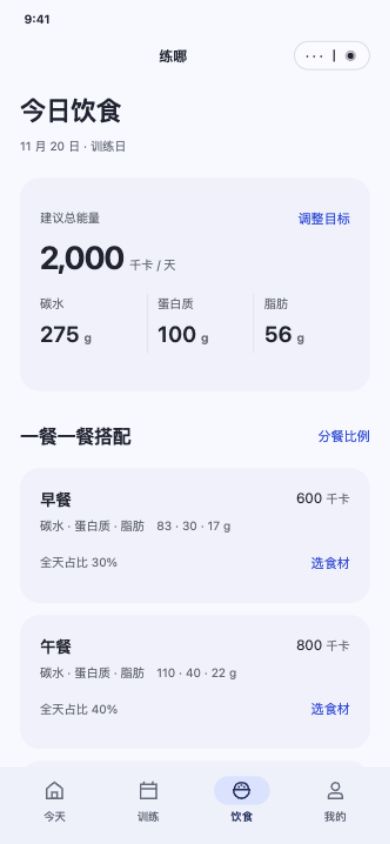 9:41
练哪
今日饮食
11 月 20 日 · 训练日
建议总能量 调整目标
2,000 千卡 / 天
碳水 蛋白质 脂肪
275 g 100 g 56 g
一餐一餐搭配 分餐比例
早餐 600 千卡
碳水 · 蛋白质 · 脂肪 83 · 30 · 17 g
全天占比 30% 选食材
午餐 800 千卡
碳水 · 蛋白质 · 脂肪 110 · 40 · 22 g
全天占比 40% 选食材
今天 训练 饮食 我的